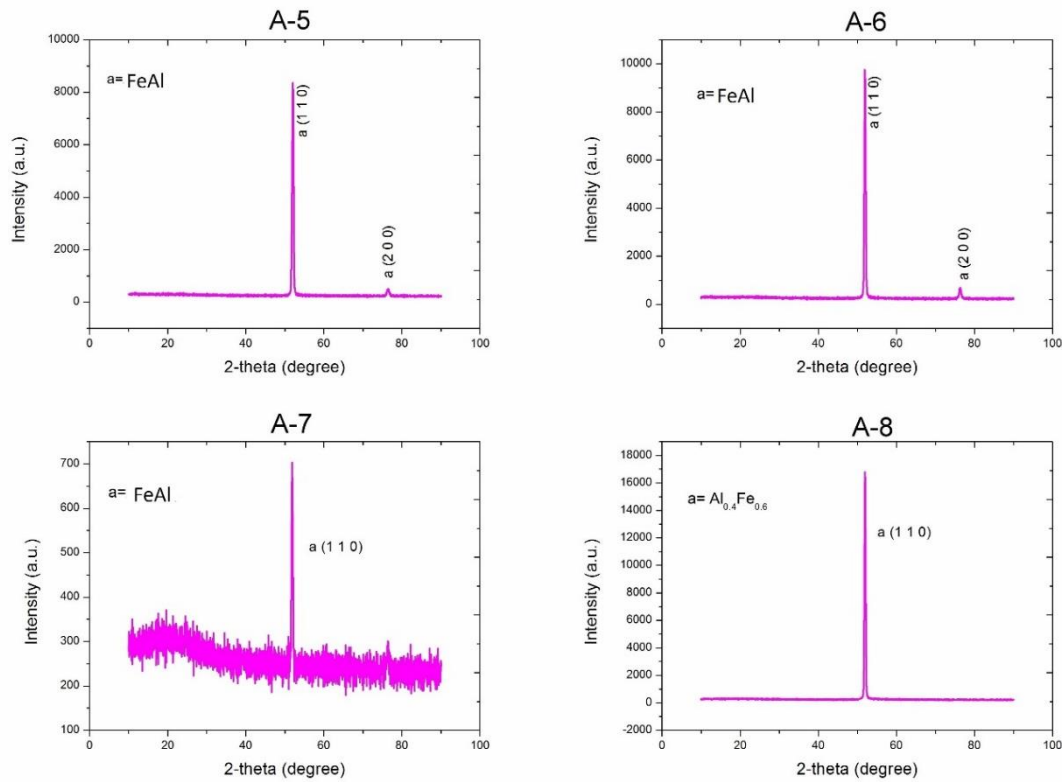 A-5
10000
8000
6000
4000
2000
0
Intensity (a.u.)
a= FeAl
a (1 1 0)
a (2 0 0)
0 20 40 60 80 100
2-theta (degree)
A-6
10000
8000
6000
4000
2000
0
Intensity (a.u.)
a= FeAl
a (1 1 0)
a (2 0 0)
0 20 40 60 80 100
2-theta (degree)
A-7
700
600
500
400
300
200
100
Intensity (a.u.)
a= FeAl
a (1 1 0)
0 20 40 60 80 100
2-theta (degree)
A-8
18000
16000
14000
12000
10000
8000
6000
4000
2000
0
-2000
Intensity (a.u.)
a= Al0.4Fe0.6
a (1 1 0)
0 20 40 60 80 100
2-theta (degree)